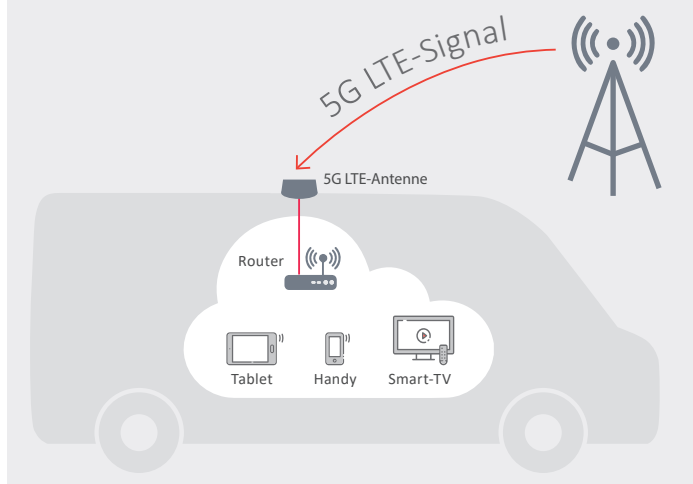 5G LTE-Signal
5G LTE-Antenne
Router
Tablet
Handy
Smart-TV